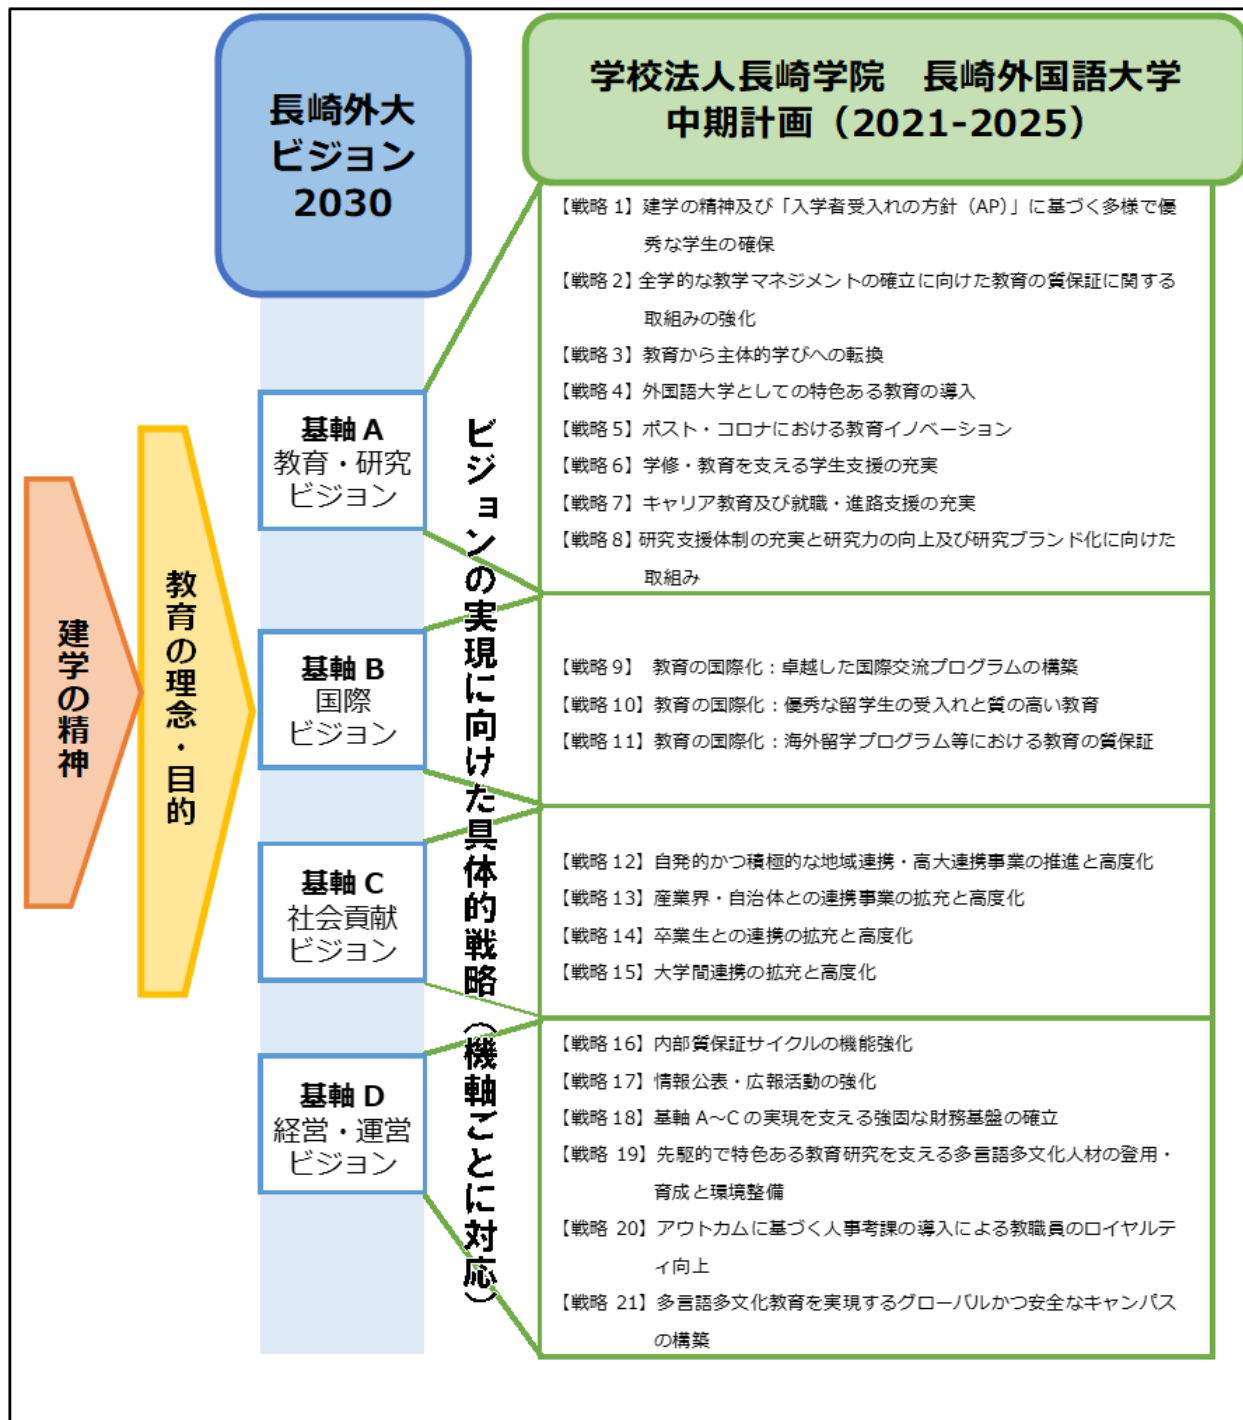 長崎外大
ビジョン
2030
学校法人長崎学院　長崎外国語大学
中期計画（2021-2025）
建学の精神
教育の理念・目的
基軸 A
教育・研究
ビジョン
基軸 B
国際
ビジョン
基軸 C
社会貢献
ビジョン
基軸 D
経営・運営
ビジョン
ビジョンの実現に向けた具体的戦略（機軸ごとに対応）
【戦略 1】建学の精神及び「入学者受入れの方針（AP）」に基づく多様で優
秀な学生の確保
【戦略 2】全学的な教学マネジメントの確立に向けた教育の質保証に関する
取組みの強化
【戦略 3】教育から主体的学びへの転換
【戦略 4】外国語大学としての特色ある教育の導入
【戦略 5】ポスト・コロナにおける教育イノベーション
【戦略 6】学修・教育を支える学生支援の充実
【戦略 7】キャリア教育及び就職・進路支援の充実
【戦略 8】研究支援体制の充実と研究力の向上及び研究ブランド化に向けた
取組み
【戦略 9】 教育の国際化：卓越した国際交流プログラムの構築
【戦略 10】教育の国際化：優秀な留学生の受入れと質の高い教育
【戦略 11】教育の国際化：海外留学プログラム等における教育の質保証
【戦略 12】自発的かつ積極的な地域連携・高大連携事業の推進と高度化
【戦略 13】産業界・自治体との連携事業の拡充と高度化
【戦略 14】卒業生との連携の拡充と高度化
【戦略 15】大学間連携の拡充と高度化
【戦略 16】内部質保証サイクルの機能強化
【戦略 17】情報公表・広報活動の強化
【戦略 18】基軸 A～C の実現を支える強固な財務基盤の確立
【戦略 19】先駆的で特色ある教育研究を支える多言語多文化人材の登用・
育成と環境整備
【戦略 20】アウトカムに基づく人事考課の導入による教職員のロイヤルテ
ィ向上
【戦略 21】多言語多文化教育を実現するグローバルかつ安全なキャンパス
の構築